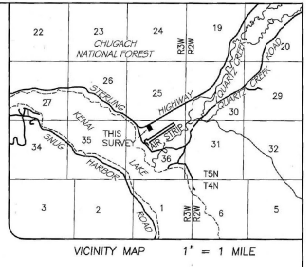 22
23
24
19
20
CHUGACH
NATIONAL FOREST
R3W
R2W
QUARTZ CREEK
QUARTZ CREEK ROAD
26
25
29
STERLING
HIGHWAY
27
30
KENAI
LAKE
THIS
SURVEY
AIR STRIP
34
35
36
31
32
SNUG
HARBOR
ROAD
T5N
T4N
3
2
1
R3W
R2W
6
5
VICINITY MAP 1' = 1 MILE